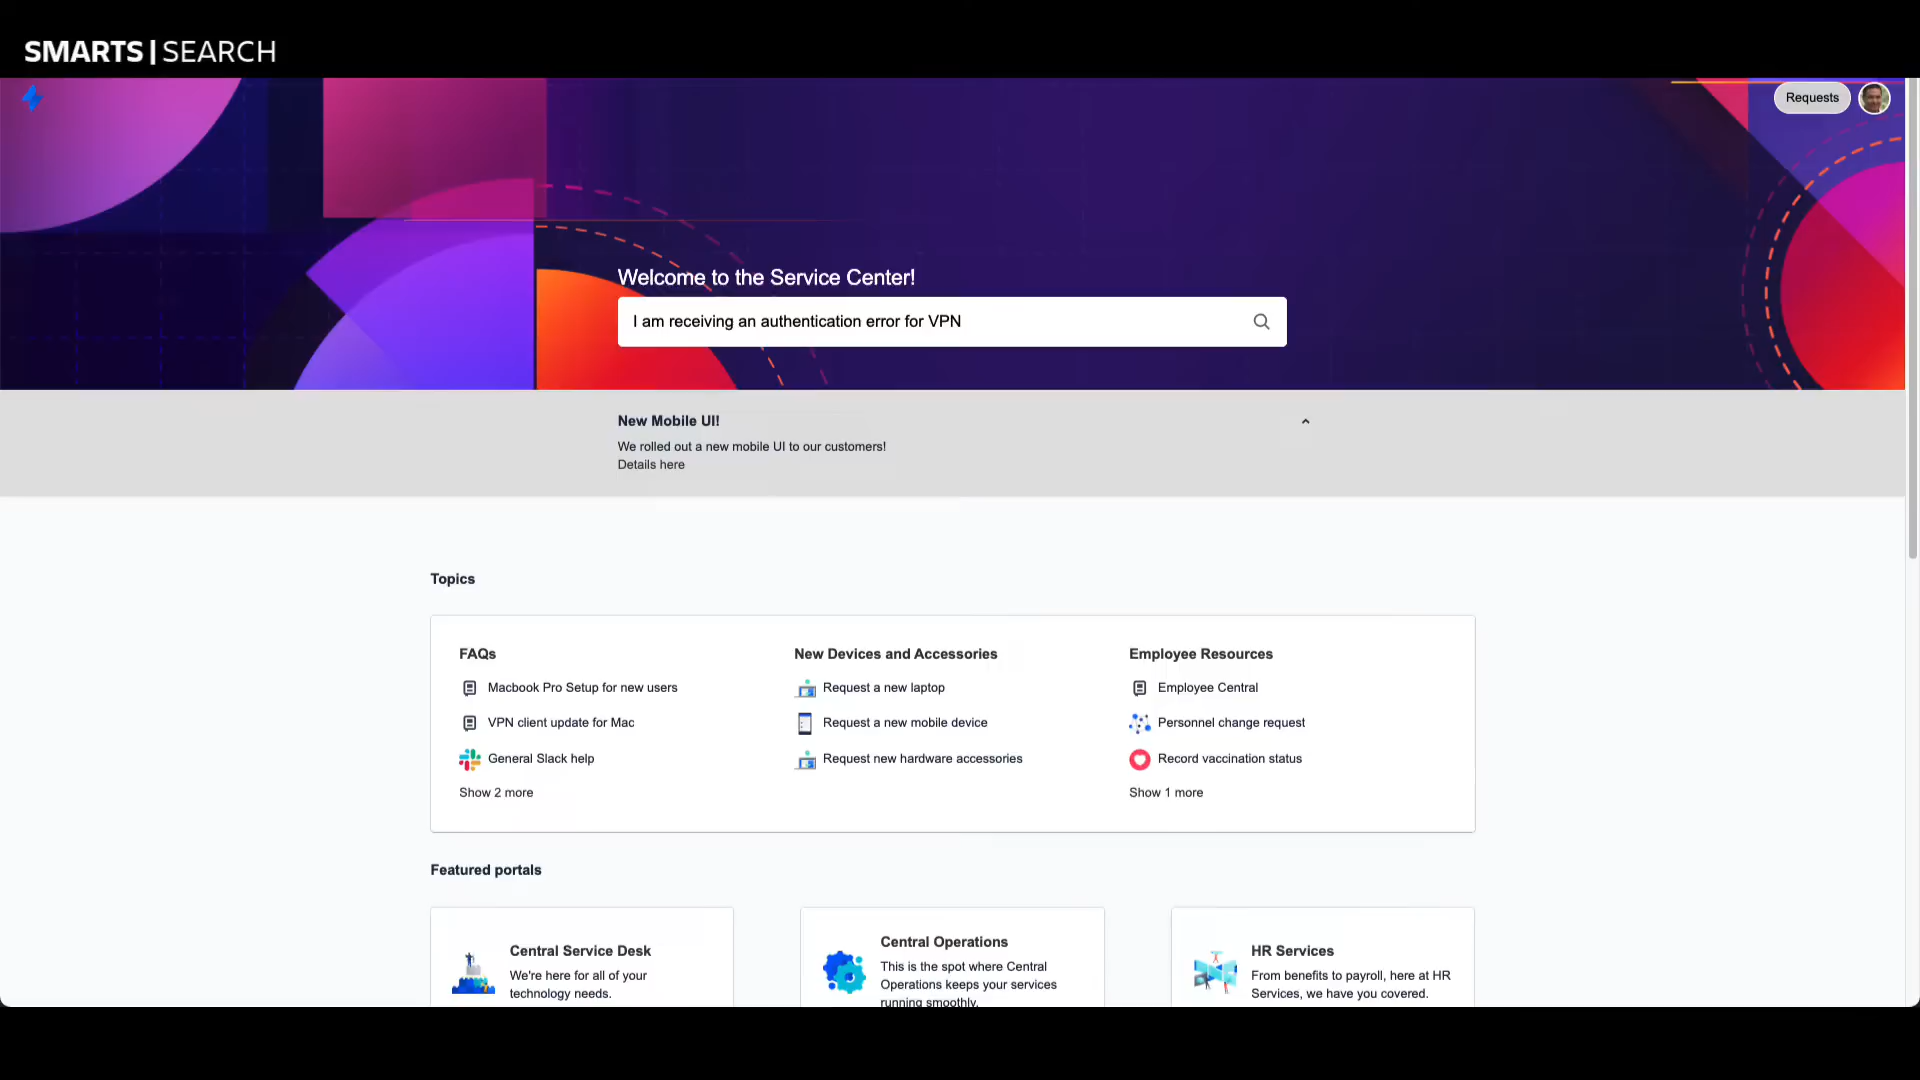 SMARTS|SEARCH
Requests
Welcome to the Service Center!
I am receiving an authentication error for VPN
New Mobile UI!
We rolled out a new mobile UI to our customers!
Details here
Topics
FAQs
Macbook Pro Setup for new users
VPN client update for Mac
General Slack help
Show 2 more
New Devices and Accessories
Request a new laptop
Request a new mobile device
Request new hardware accessories
Employee Resources
Employee Central
Personnel change request
Record vaccination status
Show 1 more
Featured portals
Central Service Desk
We're here for all of your
technology needs.
Central Operations
This is the spot where Central
Operations keeps your services
running smoothly.
HR Services
From benefits to payroll, here at HR
Services, we have you covered.